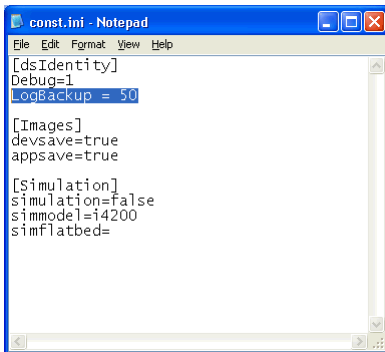 const.ini - Notepad
File Edit Format View Help
[dsIdentity]
Debug=1
LogBackup = 50
[Images]
devsave=true
appsave=true
[Simulation]
simulation=false
simmodel=i4200
simflatbed=